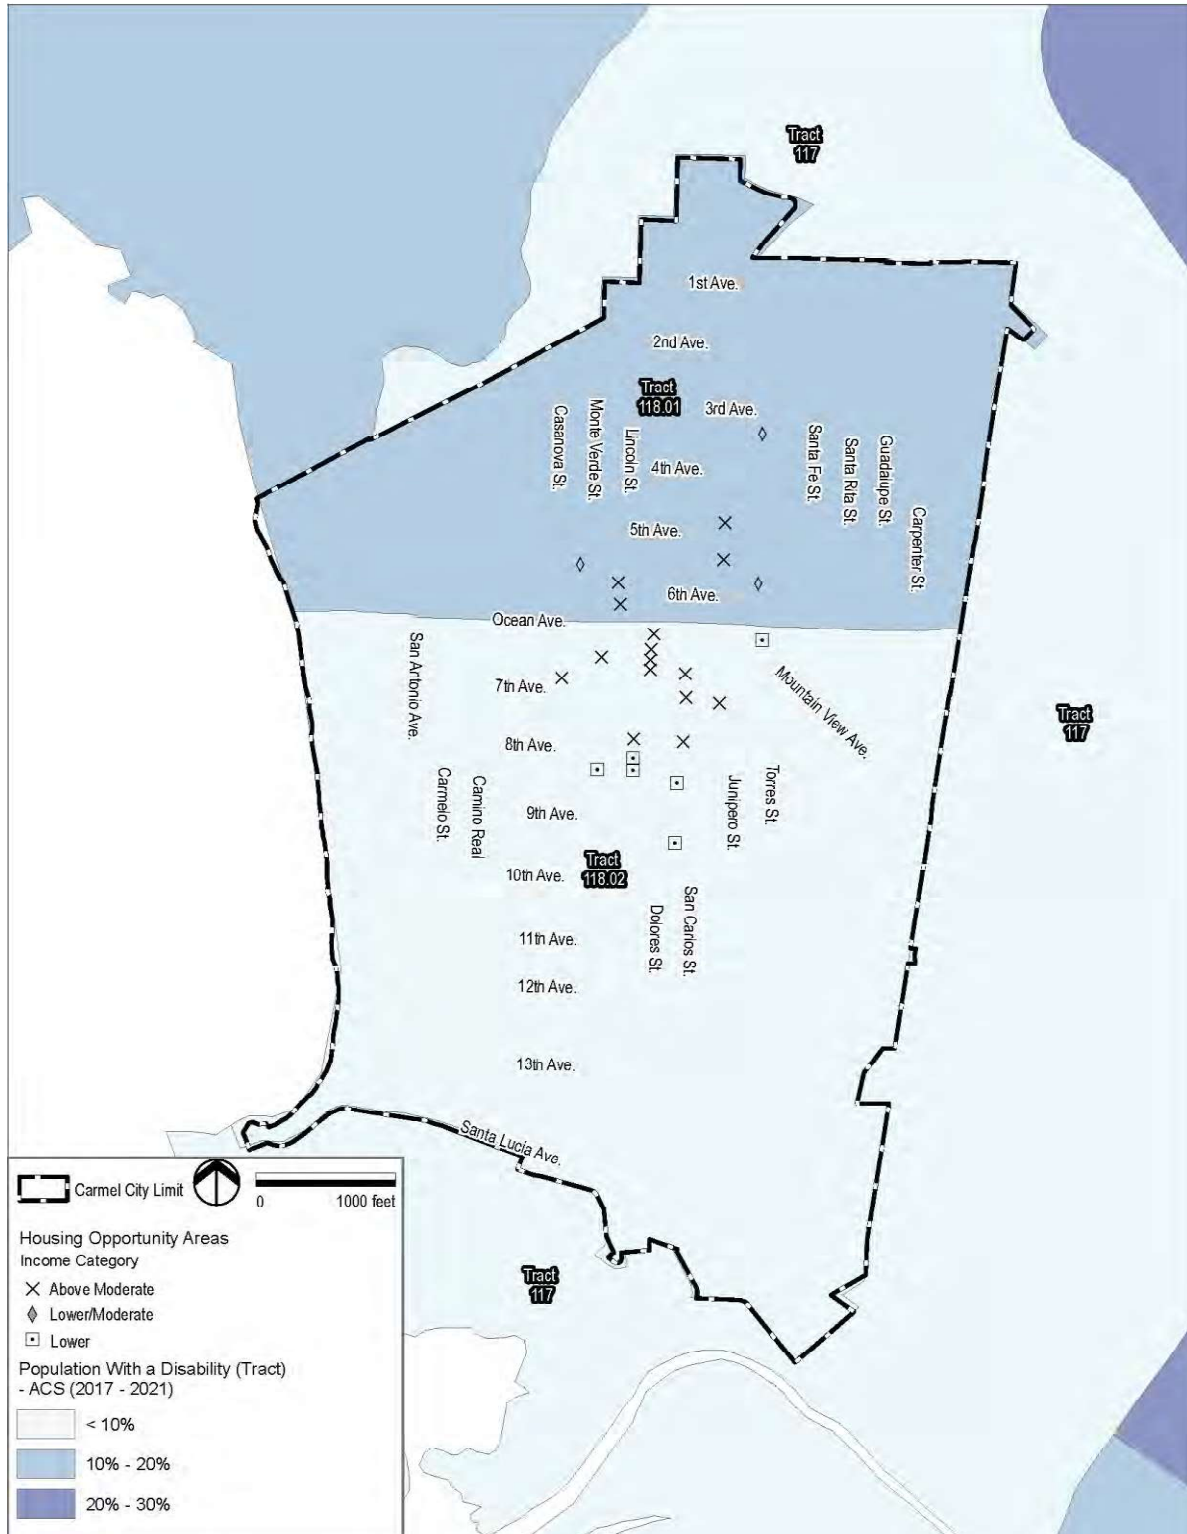 Tract
117
1st Ave.
2nd Ave.
Tract
118.01
3rd Ave.
Casanova St.
Monte Verde St.
Lincoln St.
4th Ave.
Santa Fe St.
Santa Rita St.
Guadalupe St.
Carpenter St.
5th Ave.
6th Ave.
Ocean Ave.
San Antonio Ave.
7th Ave.
Mountain View Ave.
Tract
117
8th Ave.
Carmelo St.
Camino Real
Junipero St.
Torres St.
9th Ave.
Tract
118.02
10th Ave.
Dolores St.
San Carlos St.
11th Ave.
12th Ave.
13th Ave.
Santa Lucia Ave.
Tract
117
Carmel City Limit
0 1000 feet
Housing Opportunity Areas
Income Category
Above Moderate
Lower/Moderate
Lower
Population With a Disability (Tract)
- ACS (2017 - 2021)
< 10%
10% - 20%
20% - 30%